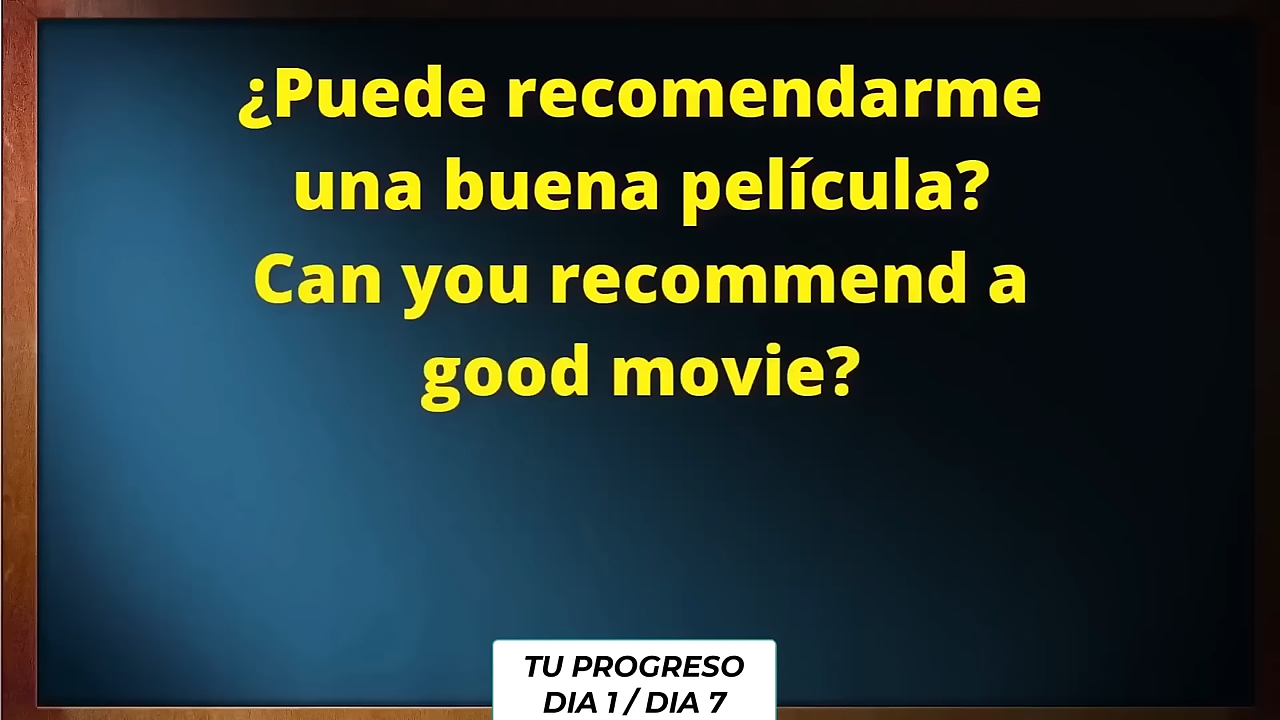 ¿Puede recomendarme
una buena película?
Can you recommend a
good movie?
TU PROGRESO
DIA 1 / DIA 7